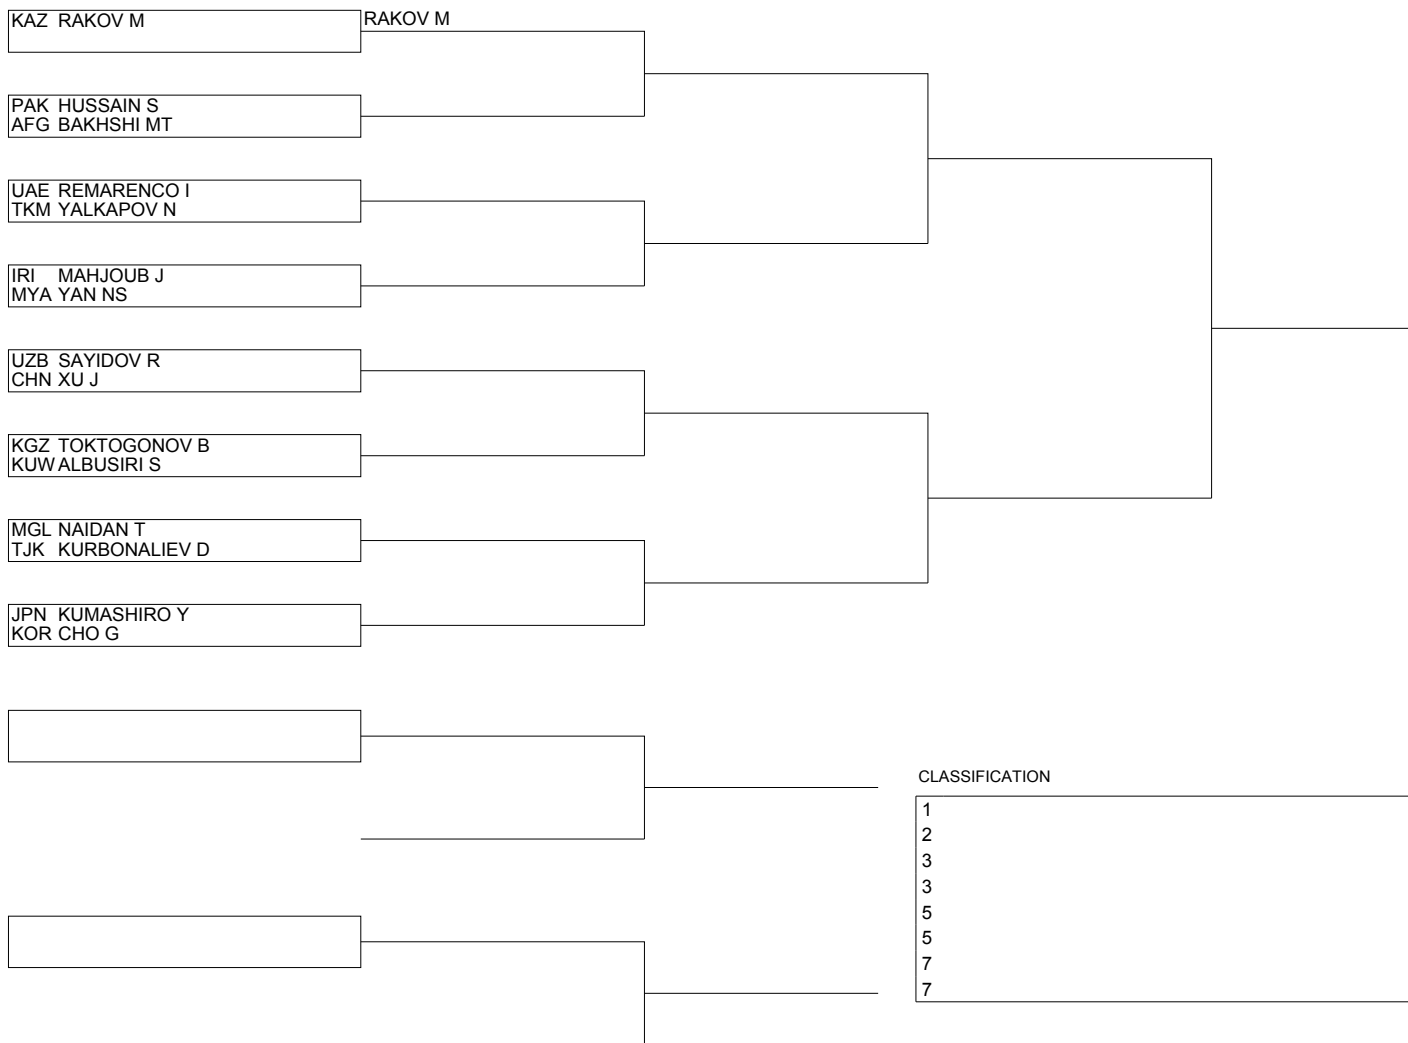 KAZ RAKOV M
RAKOV M
PAK HUSSAIN S
AFG BAKHSHI MT
UAE REMARENCO I
TKM YALKAPOV N
IRI MAHJOUB J
MYA YAN NS
UZB SAYIDOV R
CHN XU J
KGZ TOKTOGONOV B
KUW ALBUSIRI S
MGL NAIDAN T
TJK KURBONALIEV D
JPN KUMASHIRO Y
KOR CHO G
CLASSIFICATION
1
2
3
3
5
5
7
7